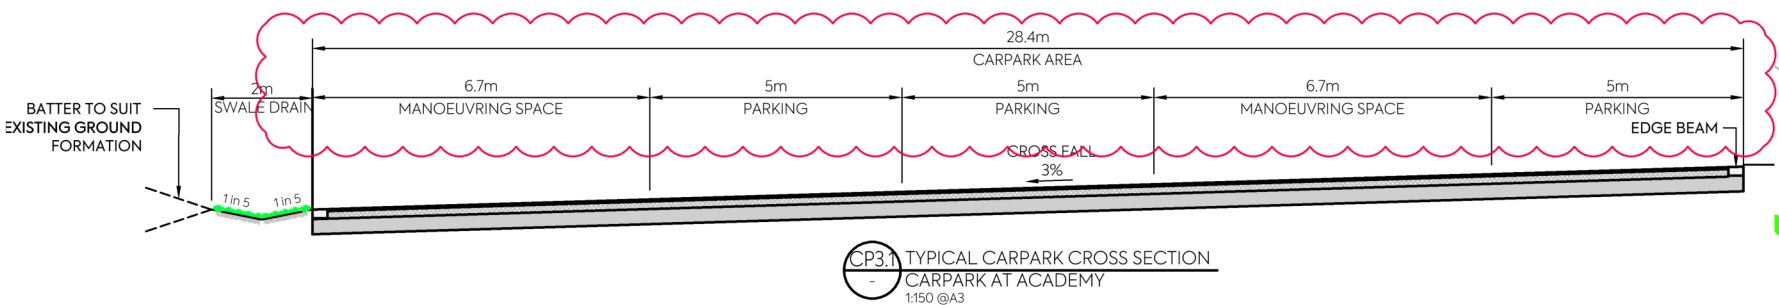 28.4m
CARPARK AREA
2m
SWALE DRAIN
6.7m
MANOEUVRING SPACE
5m
PARKING
5m
PARKING
6.7m
MANOEUVRING SPACE
5m
PARKING
BATTER TO SUIT
EXISTING GROUND
FORMATION
EDGE BEAM
CROSS FALL
3%
1 in 5
1 in 5
CP3.1
-
TYPICAL CARPARK CROSS SECTION
CARPARK AT ACADEMY
1:150 @A3